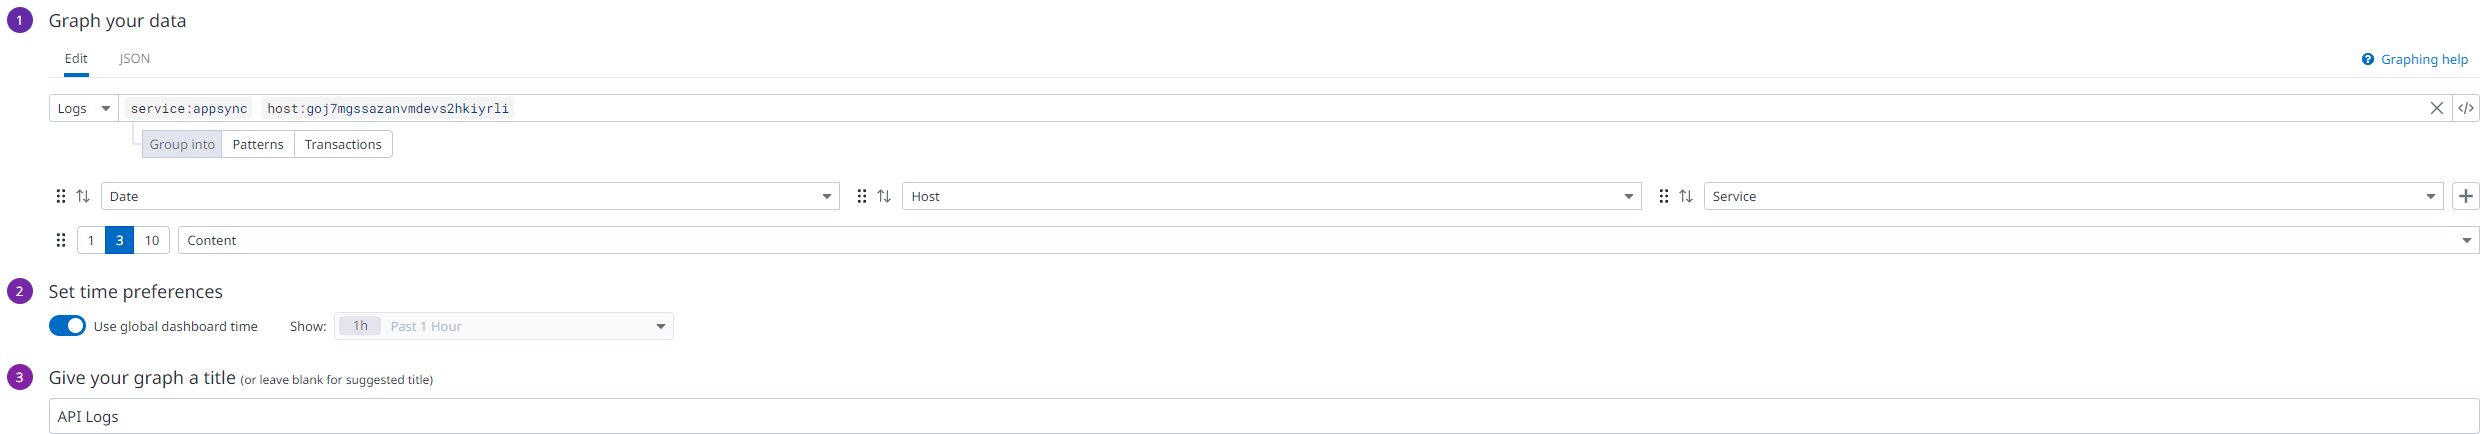 1 Graph your data
Edit JSON
Graphing help
Logs service:appsync host:goj7mgssazanvmdevs2hkiyrli </>
Group into Patterns Transactions
Date Host Service
1 3 10 Content
2 Set time preferences
Use global dashboard time Show: 1h Past 1 Hour
3 Give your graph a title (or leave blank for suggested title)
API Logs